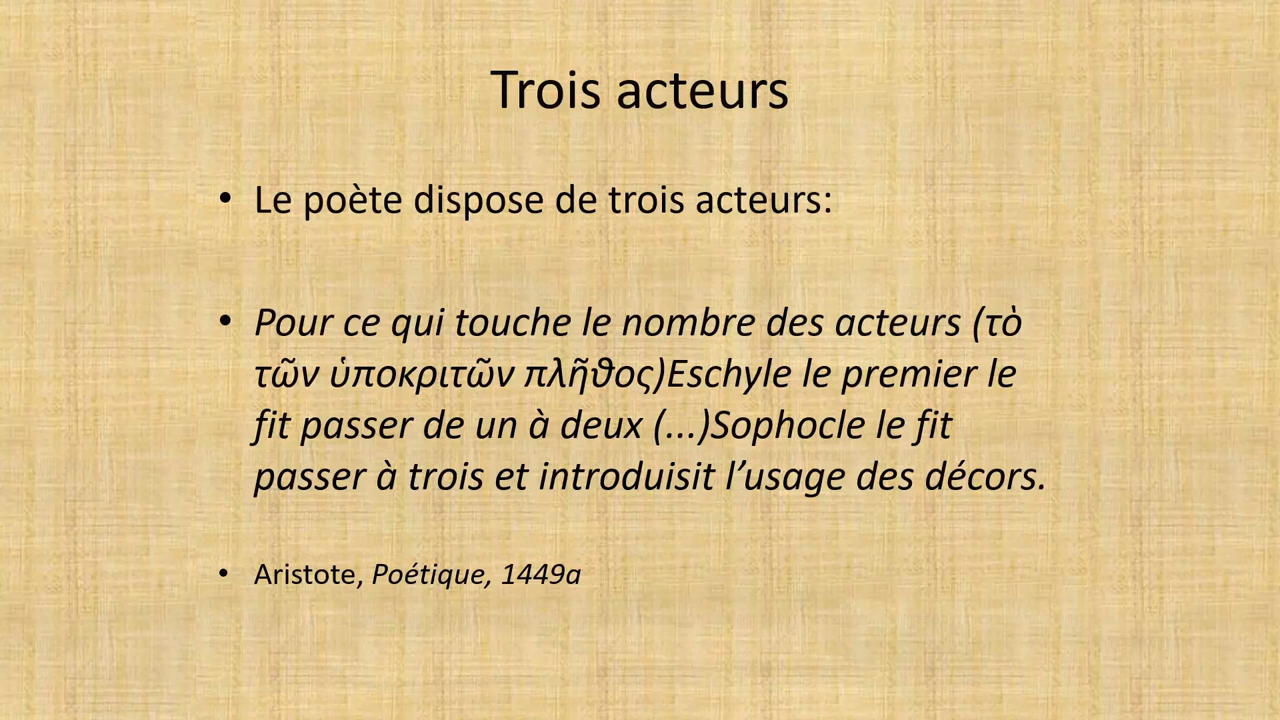 Trois acteurs
• Le poète dispose de trois acteurs:
• Pour ce qui touche le nombre des acteurs (τὸ
τῶν ὑποκριτῶν πλῆθος)Eschyle le premier le
fit passer de un à deux (...)Sophocle le fit
passer à trois et introduisit l’usage des décors.
• Aristote, Poétique, 1449a